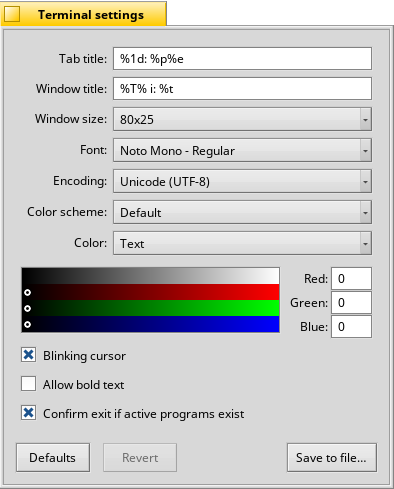 Terminal settings
Tab title: %1d: %p%e
Window title: %T% i: %t
Window size: 80x25
Font: Noto Mono - Regular
Encoding: Unicode (UTF-8)
Color scheme: Default
Color: Text
Red: 0
Green: 0
Blue: 0
Blinking cursor
Allow bold text
Confirm exit if active programs exist
Defaults Revert Save to file...